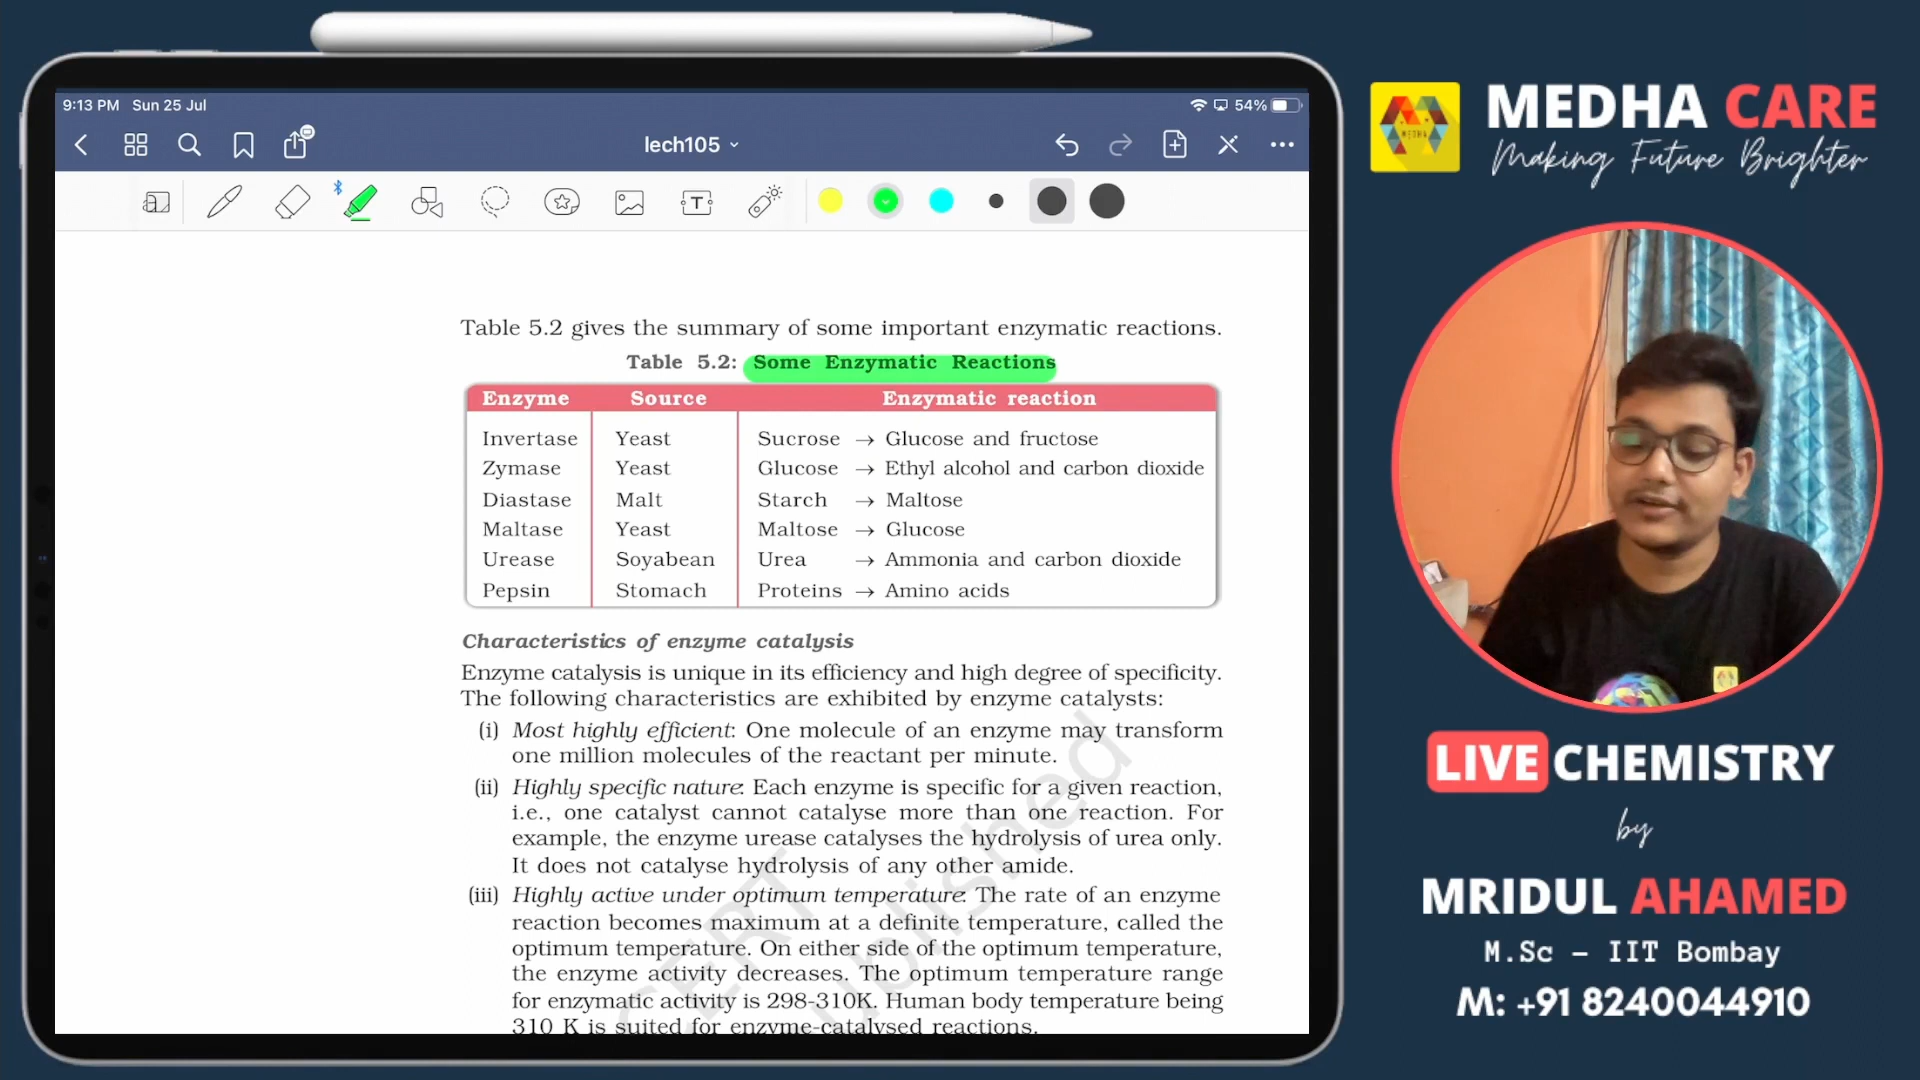 9:13 PM Sun 25 Jul
54%
lech105
Table 5.2 gives the summary of some important enzymatic reactions.
Table 5.2: Some Enzymatic Reactions
Enzyme Source Enzymatic reaction
Invertase Yeast Sucrose → Glucose and fructose
Zymase Yeast Glucose → Ethyl alcohol and carbon dioxide
Diastase Malt Starch → Maltose
Maltase Yeast Maltose → Glucose
Urease Soyabean Urea → Ammonia and carbon dioxide
Pepsin Stomach Proteins → Amino acids
Characteristics of enzyme catalysis
Enzyme catalysis is unique in its efficiency and high degree of specificity.
The following characteristics are exhibited by enzyme catalysts:
(i) Most highly efficient: One molecule of an enzyme may transform
one million molecules of the reactant per minute.
(ii) Highly specific nature: Each enzyme is specific for a given reaction,
i.e., one catalyst cannot catalyse more than one reaction. For
example, the enzyme urease catalyses the hydrolysis of urea only.
It does not catalyse hydrolysis of any other amide.
(iii) Highly active under optimum temperature: The rate of an enzyme
reaction becomes maximum at a definite temperature, called the
optimum temperature. On either side of the optimum temperature,
the enzyme activity decreases. The optimum temperature range
for enzymatic activity is 298-310K. Human body temperature being
310 K is suited for enzyme-catalysed reactions.
MEDHA CARE
Making Future Brighter
MEDHA
LIVE CHEMISTRY
by
MRIDUL AHAMED
M.Sc – IIT Bombay
M: +91 8240044910